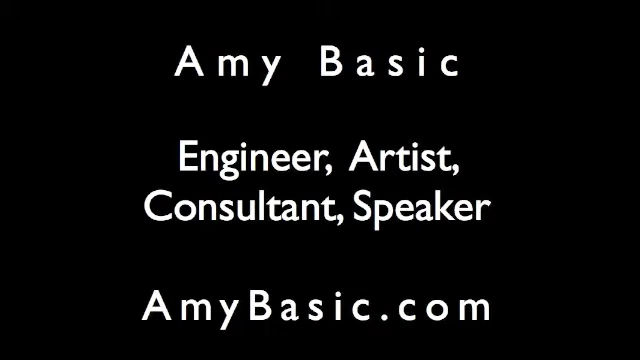 Amy Basic
Engineer, Artist,
Consultant, Speaker
AmyBasic.com